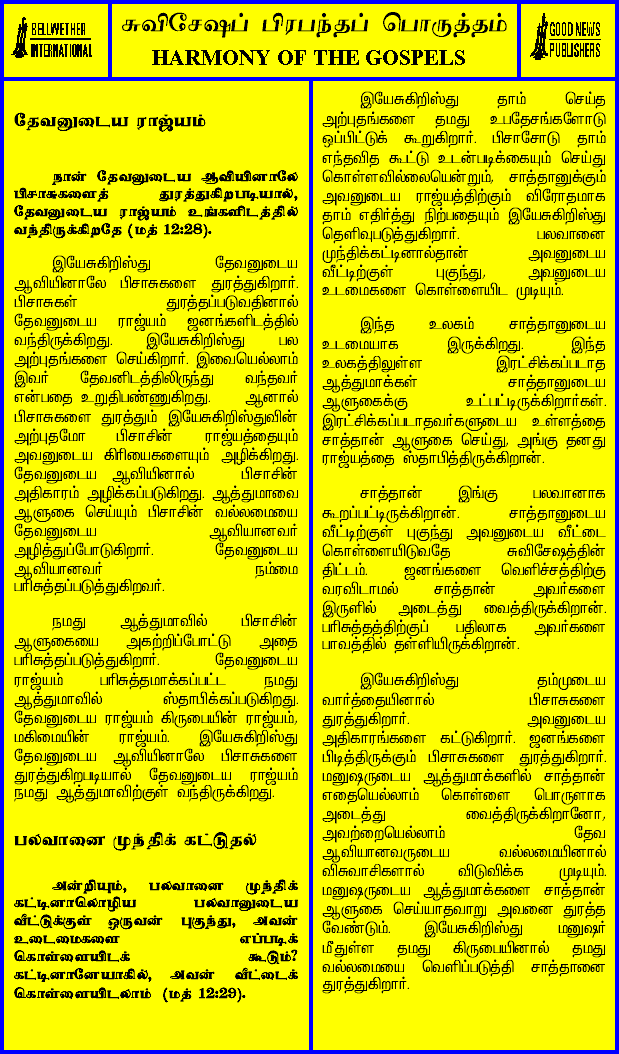 BELLWETHER
INTERNATIONAL
சுவிசேஷப் பிரபந்தப் பொருத்தம்
HARMONY OF THE GOSPELS
GOOD NEWS
PUBLISHERS
தேவனுடைய ராஜ்யம்
நான் தேவனுடைய ஆவியினாலே
பிசாசுகளைத் துரத்துகிறபடியால்,
தேவனுடைய ராஜ்யம் உங்களிடத்தில்
வந்திருக்கிறதே (மத் 12:28).
இயேசுகிறிஸ்து தேவனுடைய
ஆவியினாலே பிசாசுகளை துரத்துகிறார்.
பிசாசுகள் துரத்தப்படுவதினால்
தேவனுடைய ராஜ்யம் ஜனங்களிடத்தில்
வந்திருக்கிறது. இயேசுகிறிஸ்து பல
அற்புதங்களை செய்கிறார். இவையெல்லாம்
இவர் தேவனிடத்திலிருந்து வந்தவர்
என்பதை உறுதிபண்ணுகிறது. ஆனால்
பிசாசுகளை துரத்தும் இயேசுகிறிஸ்துவின்
அற்புதமோ பிசாசின் ராஜ்யத்தையும்
அவனுடைய கிரியைகளையும் அழிக்கிறது.
தேவனுடைய ஆவியினால் பிசாசின்
அதிகாரம் அழிக்கப்படுகிறது. ஆத்துமாவை
ஆளுகை செய்யும் பிசாசின் வல்லமையை
தேவனுடைய ஆவியானவர்
அழித்துப்போடுகிறார். தேவனுடைய
ஆவியானவர் நம்மை
பரிசுத்தப்படுத்துகிறவர்.
நமது ஆத்துமாவில் பிசாசின்
ஆளுகையை அகற்றிப்போட்டு அதை
பரிசுத்தப்படுத்துகிறார். தேவனுடைய
ராஜ்யம் பரிசுத்தமாக்கப்பட்ட நமது
ஆத்துமாவில் ஸ்தாபிக்கப்படுகிறது.
தேவனுடைய ராஜ்யம் கிருபையின் ராஜ்யம்,
மகிமையின் ராஜ்யம். இயேசுகிறிஸ்து
தேவனுடைய ஆவியினாலே பிசாசுகளை
துரத்துகிறபடியால் தேவனுடைய ராஜ்யம்
நமது ஆத்துமாவிற்குள் வந்திருக்கிறது.
பலவானை முந்திக் கட்டுதல்
அன்றியும், பலவானை முந்திக்
கட்டினாலொழிய பலவானுடைய
வீட்டுக்குள் ஒருவன் புகுந்து, அவன்
உடைமைகளை எப்படிக்
கொள்ளையிடக் கூடும்?
கட்டினானேயாகில், அவன் வீட்டைக்
கொள்ளையிடலாம் (மத் 12:29).
இயேசுகிறிஸ்து தாம் செய்த
அற்புதங்களை தமது உபதேசங்களோடு
ஒப்பிட்டுக் கூறுகிறார். பிசாசோடு தாம்
எந்தவித கூட்டு உடன்படிக்கையும் செய்து
கொள்ளவில்லையென்றும், சாத்தானுக்கும்
அவனுடைய ராஜ்யத்திற்கும் விரோதமாக
தாம் எதிர்த்து நிற்பதையும் இயேசுகிறிஸ்து
தெளிவுபடுத்துகிறார். பலவானை
முந்திக்கட்டினால்தான் அவனுடைய
வீட்டிற்குள் புகுந்து, அவனுடைய
உடமைகளை கொள்ளையிட முடியும்.
இந்த உலகம் சாத்தானுடைய
உடமையாக இருக்கிறது. இந்த
உலகத்திலுள்ள இரட்சிக்கப்படாத
ஆத்துமாக்கள் சாத்தானுடைய
ஆளுகைக்கு உட்பட்டிருக்கிறார்கள்.
இரட்சிக்கப்படாதவர்களுடைய உள்ளத்தை
சாத்தான் ஆளுகை செய்து, அங்கு தனது
ராஜ்யத்தை ஸ்தாபித்திருக்கிறான்.
சாத்தான் இங்கு பலவானாக
கூறப்பட்டிருக்கிறான். சாத்தானுடைய
வீட்டிற்குள் புகுந்து அவனுடைய வீட்டை
கொள்ளையிடுவதே சுவிசேஷத்தின்
திட்டம். ஜனங்களை வெளிச்சத்திற்கு
வரவிடாமல் சாத்தான் அவர்களை
இருளில் அடைத்து வைத்திருக்கிறான்.
பரிசுத்தத்திற்குப் பதிலாக அவர்களை
பாவத்தில் தள்ளியிருக்கிறான்.
இயேசுகிறிஸ்து தம்முடைய
வார்த்தையினால் பிசாசுகளை
துரத்துகிறார். அவனுடைய
அதிகாரங்களை கட்டுகிறார். ஜனங்களை
பிடித்திருக்கும் பிசாசுகளை துரத்துகிறார்.
மனுஷருடைய ஆத்துமாக்களில் சாத்தான்
எதையெல்லாம் கொள்ளை பொருளாக
அடைத்து வைத்திருக்கிறானோ,
அவற்றையெல்லாம் தேவ
ஆவியானவருடைய வல்லமையினால்
விசுவாசிகளால் விடுவிக்க முடியும்.
மனுஷருடைய ஆத்துமாக்களை சாத்தான்
ஆளுகை செய்யாதவாறு அவனை துரத்த
வேண்டும். இயேசுகிறிஸ்து மனுஷர்
மீதுள்ள தமது கிருபையினால் தமது
வல்லமையை வெளிப்படுத்தி சாத்தானை
துரத்துகிறார்.